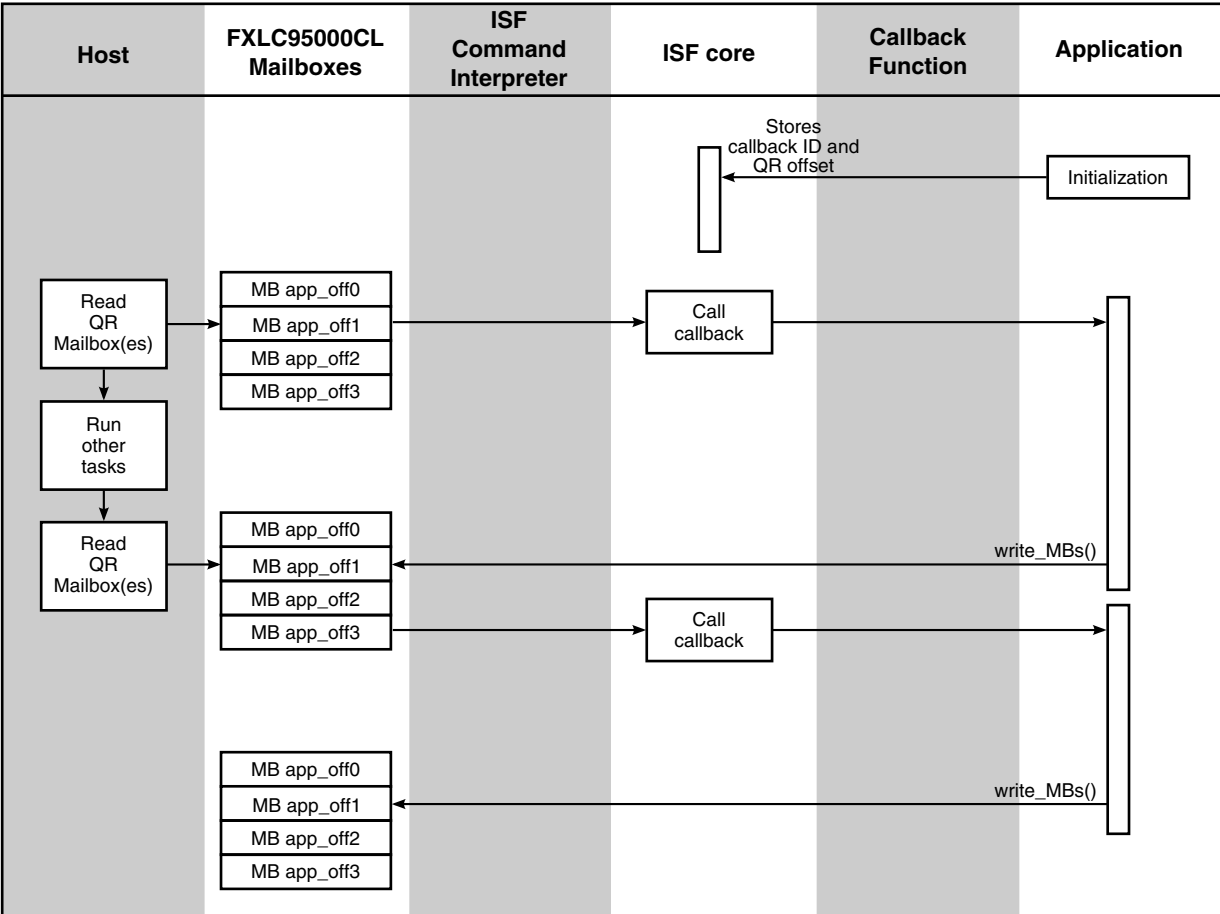 Host
FXLC95000CL
Mailboxes
ISF
Command
Interpreter
ISF core
Callback
Function
Application
Stores
callback ID and
QR offset
Initialization
Read
QR
Mailbox(es)
MB app_off0
MB app_off1
MB app_off2
MB app_off3
Call
callback
Run
other
tasks
Read
QR
Mailbox(es)
MB app_off0
MB app_off1
MB app_off2
MB app_off3
write_MBs()
Call
callback
MB app_off0
MB app_off1
MB app_off2
MB app_off3
write_MBs()